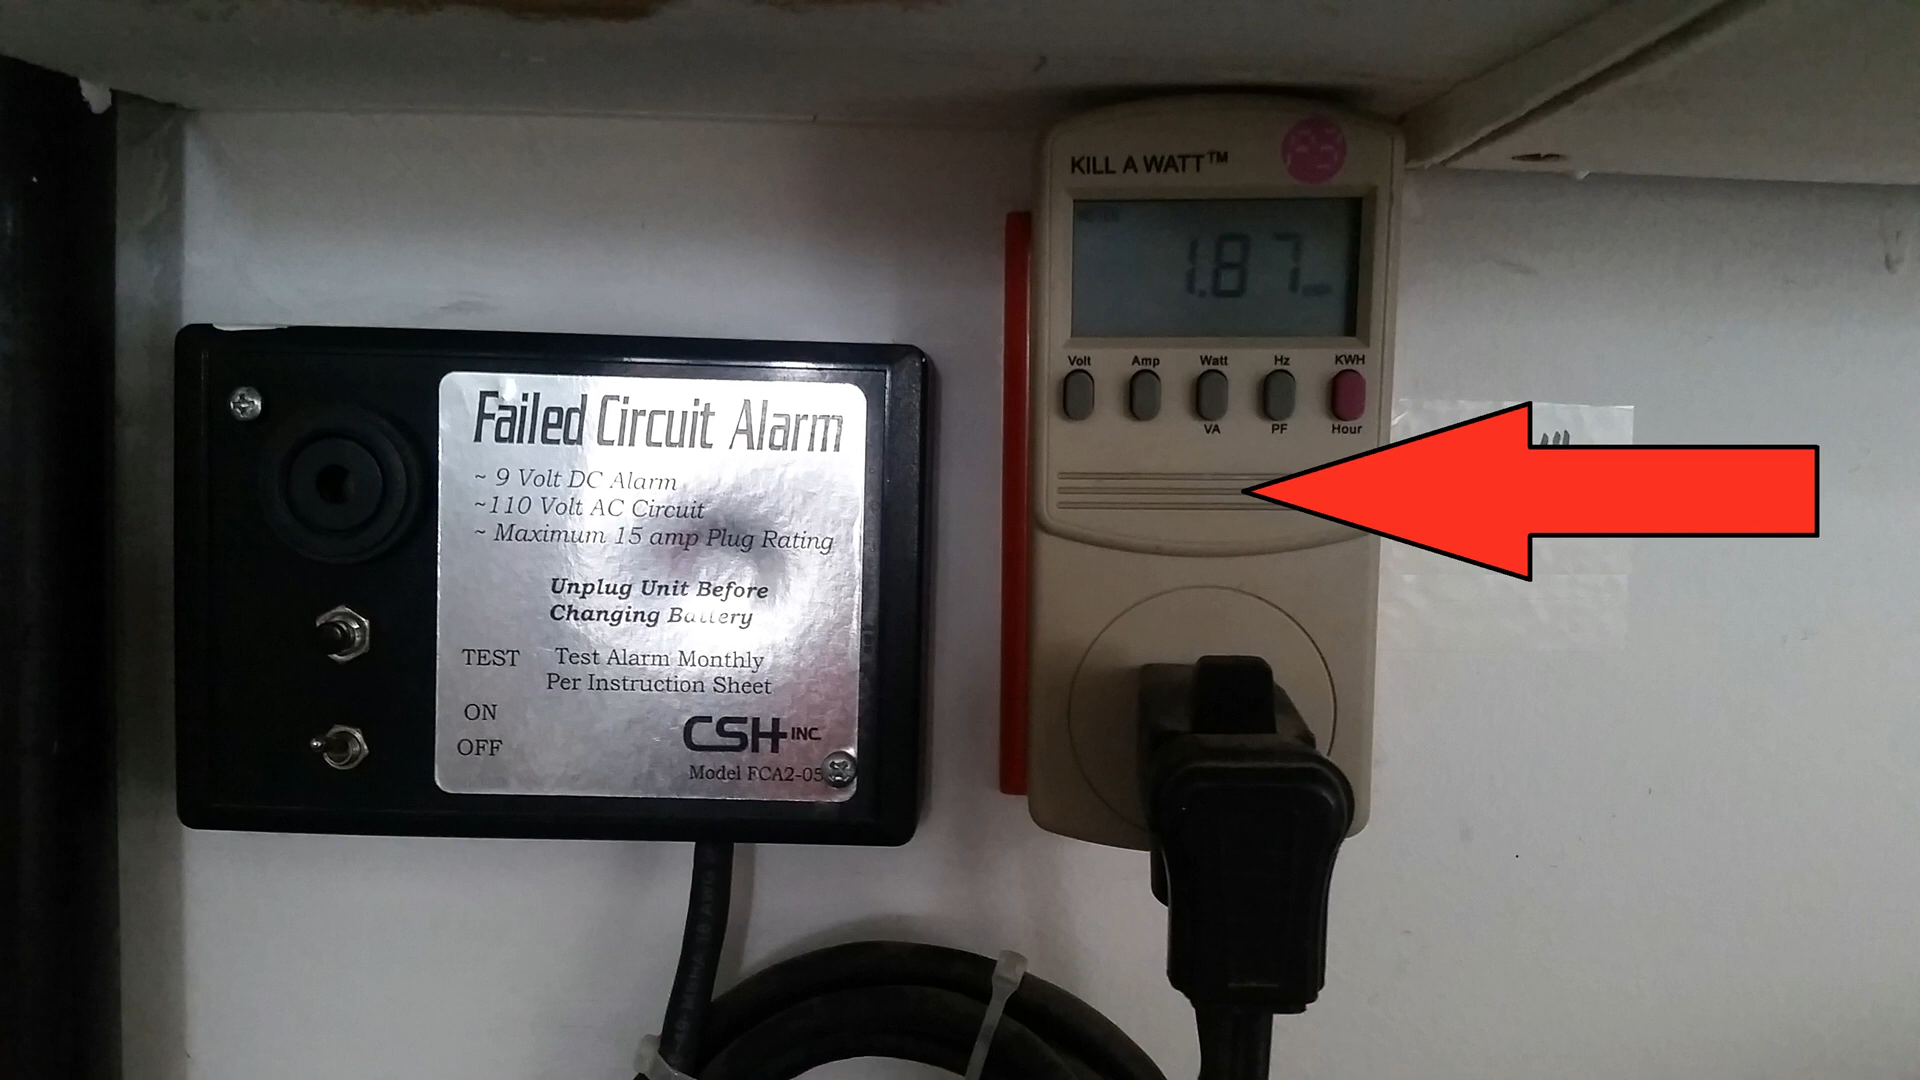 Failed Circuit Alarm
~ 9 Volt DC Alarm
~110 Volt AC Circuit
~ Maximum 15 amp Plug Rating
Unplug Unit Before
Changing Battery
TEST
Test Alarm Monthly
Per Instruction Sheet
ON
OFF
CSH INC.
Model FCA2-05
KILL A WATT™
P3
1.87
Volt Amp Watt Hz KWH
VA PF Hour